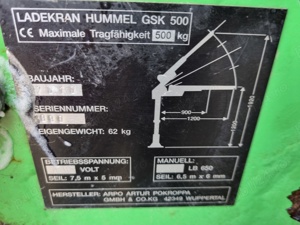 LADEKRAN HUMMEL GSK 500
CE Maximale Tragfähigkeit 500 kg
BAUJAHR:
SERIENNUMMER:
EIGENGEWICHT: 62 kg
900
1200
BETRIEBSSPANNUNG:
VOLT
SEIL: 7,5 m x 5 mm
MANUELL:
LB 650
SEIL: 6,5 m x 6 mm
HERSTELLER: ARPO ARTUR POKROPPA
GMBH & CO.KG 42349 WUPPERTAL